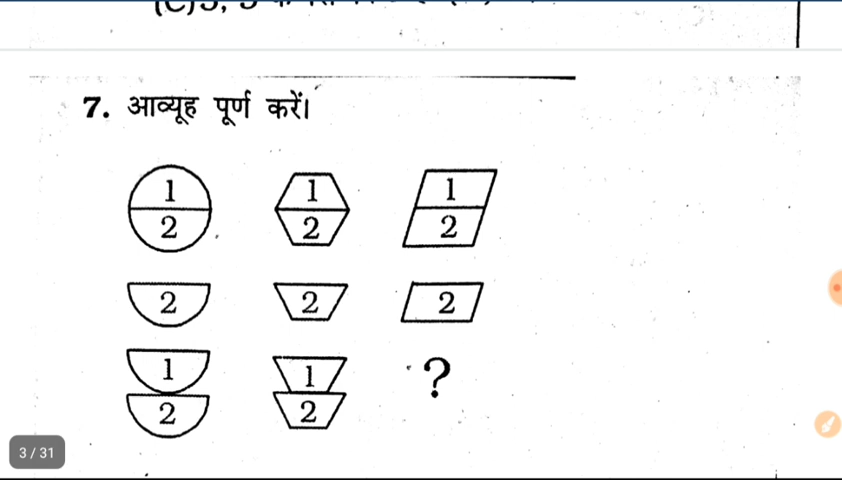 7. आव्यूह पूर्ण करें।
1 1 1
2 2 2
2 2 2
1 1 ?
2 2
3 / 31